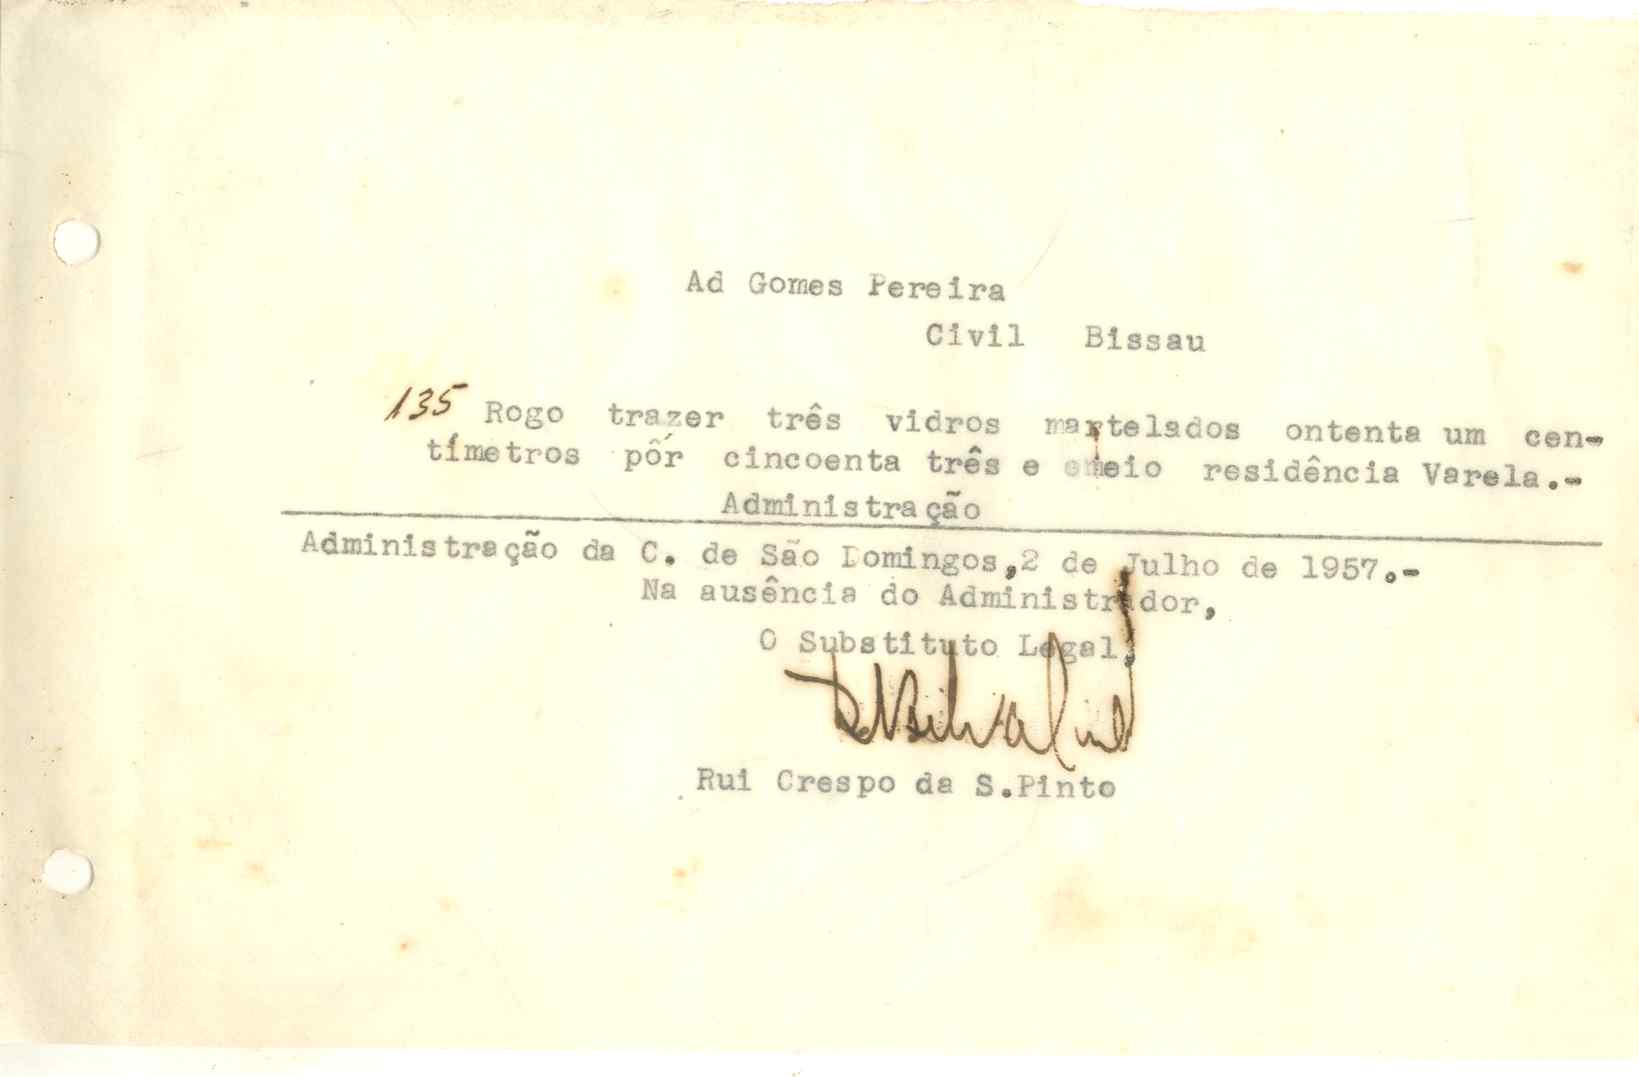 Ad Gomes Pereira
Civil Bissau
135 Rogo trazer três vidros martelados ontenta um cen-
tímetros pôr cincoenta três e meio residência Varela.-
Administração
Administração da C. de São Domingos,2 de Julho de 1957.-
Na ausência do Administrador,
O Substituto Legal,
Rui Crespo da S.Pinto